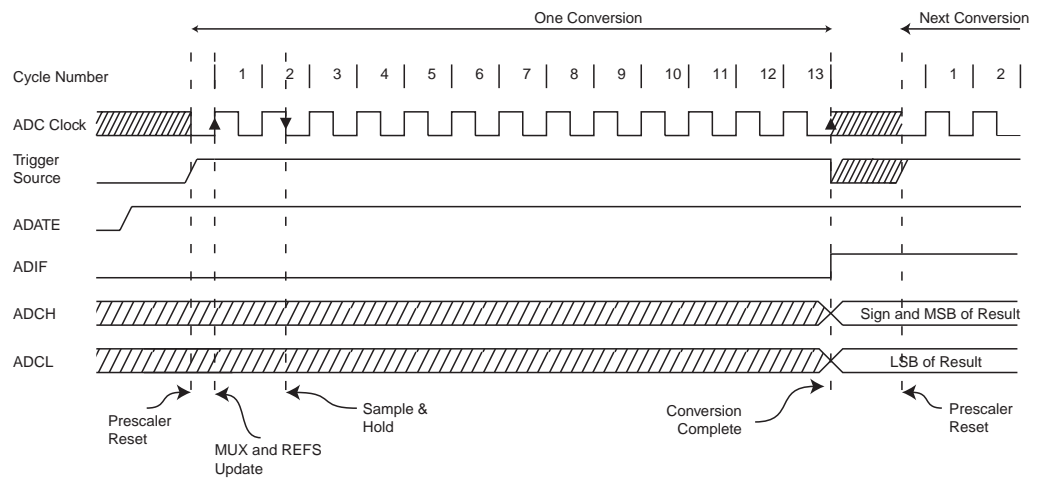 One Conversion
Next Conversion
Cycle Number
1 2 3 4 5 6 7 8 9 10 11 12 13 1 2
ADC Clock
Trigger
Source
ADATE
ADIF
ADCH
Sign and MSB of Result
ADCL
LSB of Result
Prescaler
Reset
MUX and REFS
Update
Sample &
Hold
Conversion
Complete
Prescaler
Reset